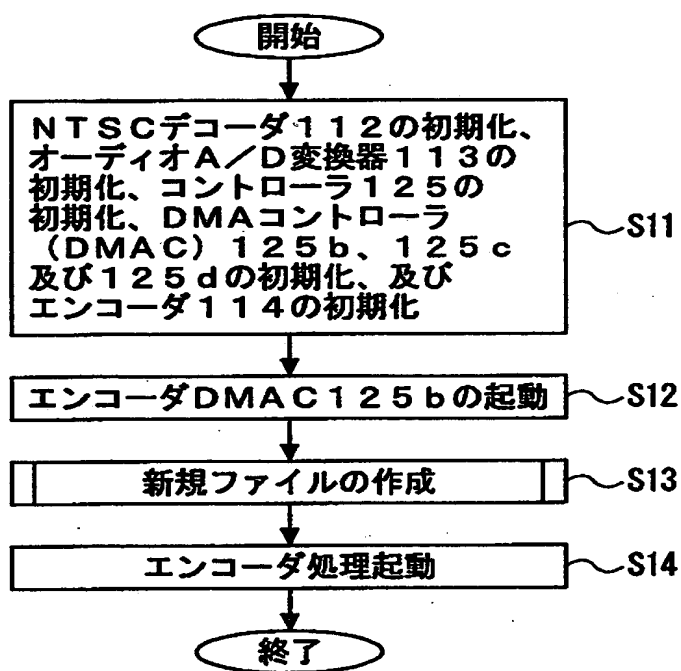 開始
NTSCデコーダ112の初期化、
オーディオA/D変換器113の
初期化、コントローラ125の
初期化、DMAコントローラ
(DMAC)125b、125c
及び125dの初期化、及び
エンコーダ114の初期化
S11
エンコーダDMAC125bの起動
S12
新規ファイルの作成
S13
エンコーダ処理起動
S14
終了